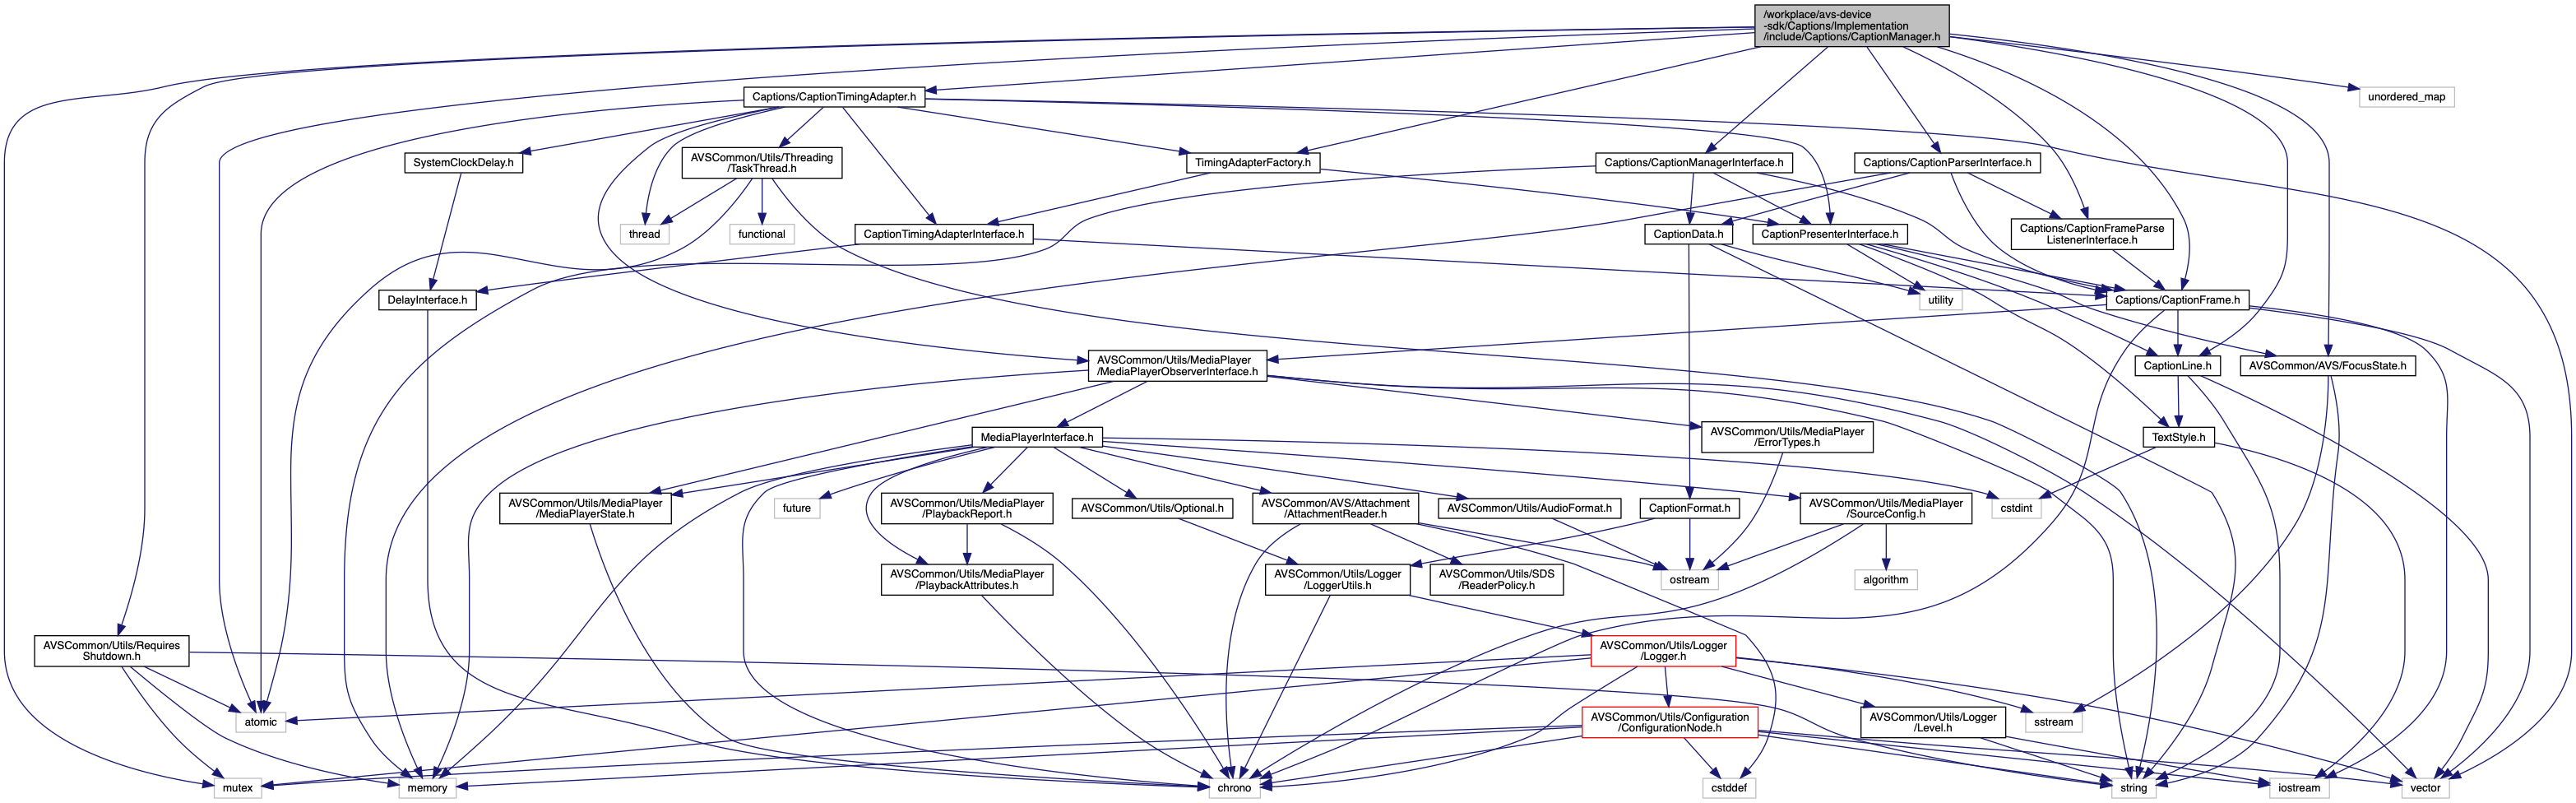 /workplace/avs-device
-sdk/Captions/Implementation
/include/Captions/CaptionManager.h
Captions/CaptionTimingAdapter.h
unordered_map
SystemClockDelay.h
AVSCommon/Utils/Threading
/TaskThread.h
TimingAdapterFactory.h
Captions/CaptionManagerInterface.h
Captions/CaptionParserInterface.h
thread
functional
CaptionTimingAdapterInterface.h
CaptionData.h
CaptionPresenterInterface.h
Captions/CaptionFrameParse
ListenerInterface.h
DelayInterface.h
utility
Captions/CaptionFrame.h
AVSCommon/Utils/MediaPlayer
/MediaPlayerObserverInterface.h
CaptionLine.h
AVSCommon/AVS/FocusState.h
MediaPlayerInterface.h
AVSCommon/Utils/MediaPlayer
/ErrorTypes.h
TextStyle.h
AVSCommon/Utils/MediaPlayer
/MediaPlayerState.h
future
AVSCommon/Utils/MediaPlayer
/PlaybackReport.h
AVSCommon/Utils/Optional.h
AVSCommon/AVS/Attachment
/AttachmentReader.h
AVSCommon/Utils/AudioFormat.h
CaptionFormat.h
AVSCommon/Utils/MediaPlayer
/SourceConfig.h
cstdint
AVSCommon/Utils/MediaPlayer
/PlaybackAttributes.h
AVSCommon/Utils/Logger
/LoggerUtils.h
AVSCommon/Utils/SDS
/ReaderPolicy.h
ostream
algorithm
AVSCommon/Utils/Requires
Shutdown.h
AVSCommon/Utils/Logger
/Logger.h
atomic
AVSCommon/Utils/Configuration
/ConfigurationNode.h
AVSCommon/Utils/Logger
/Level.h
sstream
mutex
memory
chrono
cstddef
string
iostream
vector